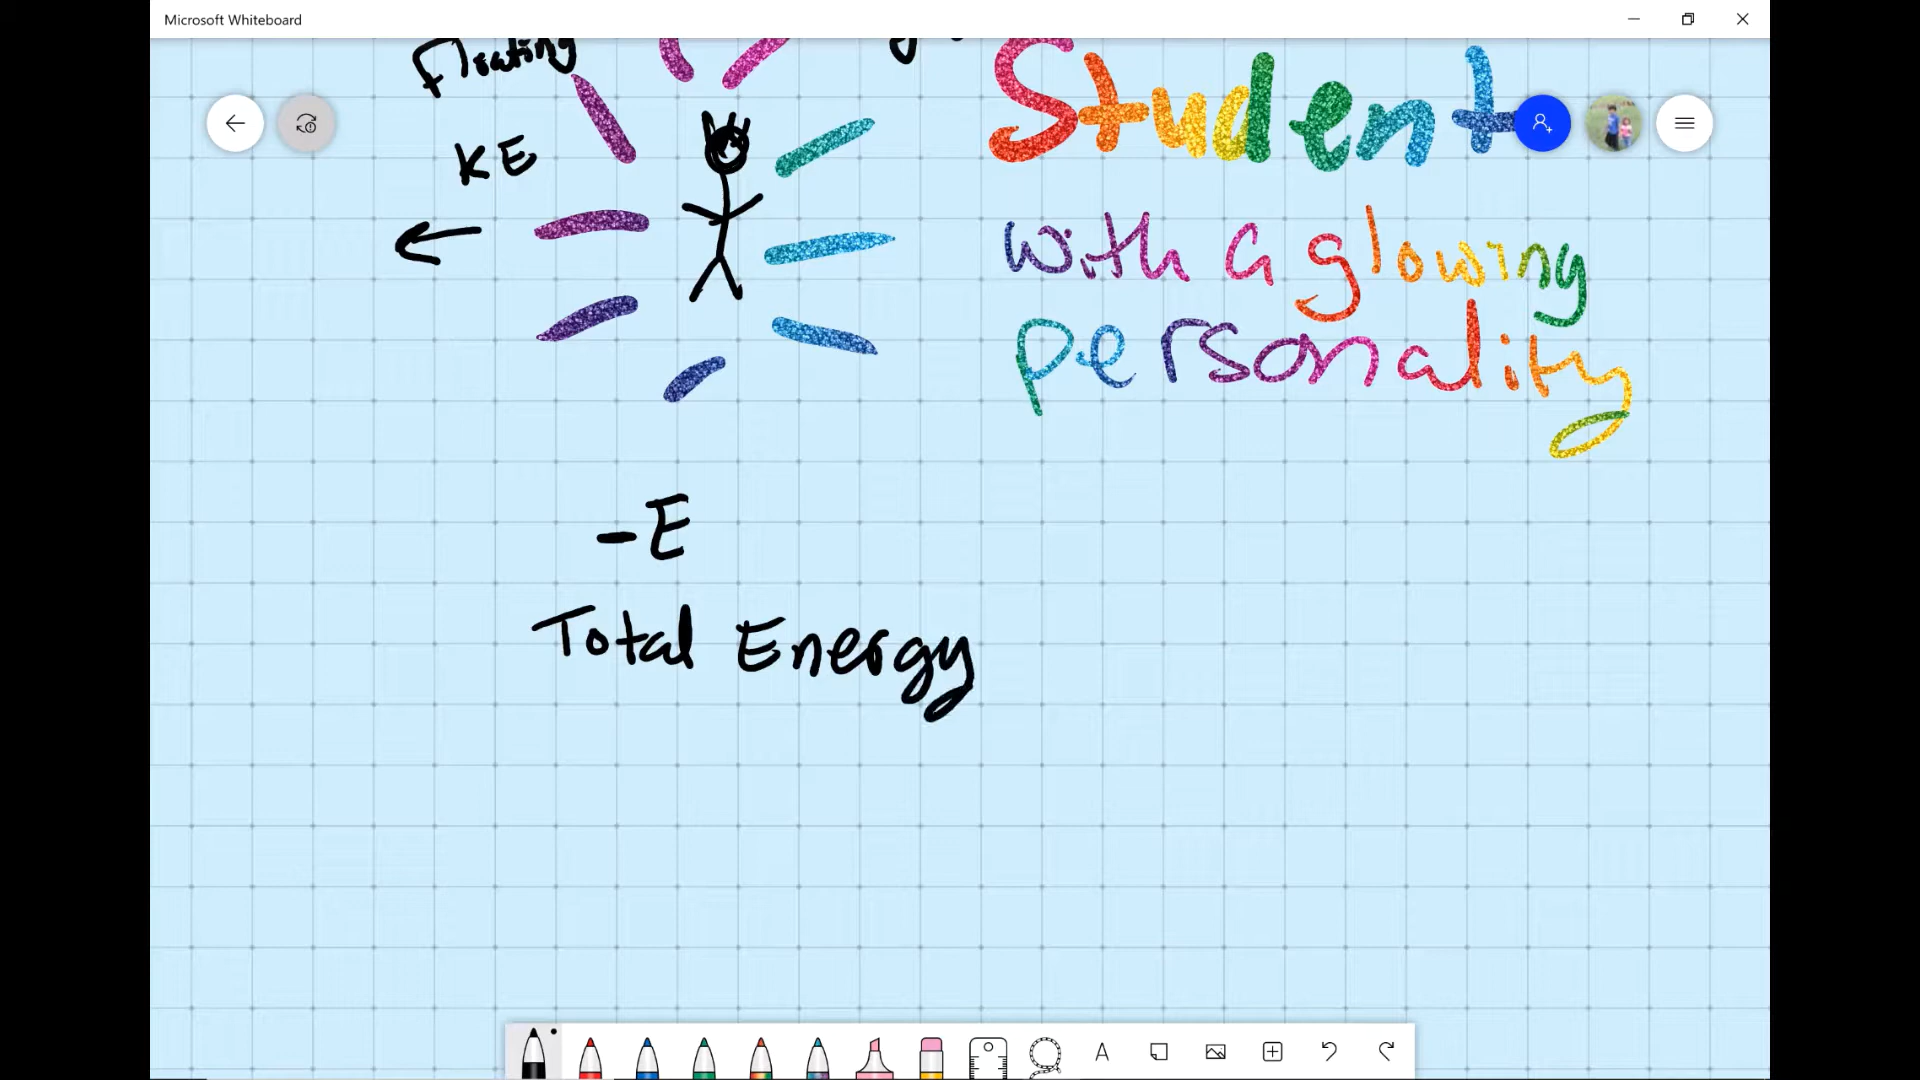 Microsoft Whiteboard
Floating
KE
Student
with a glowing
personality
-E
Total Energy